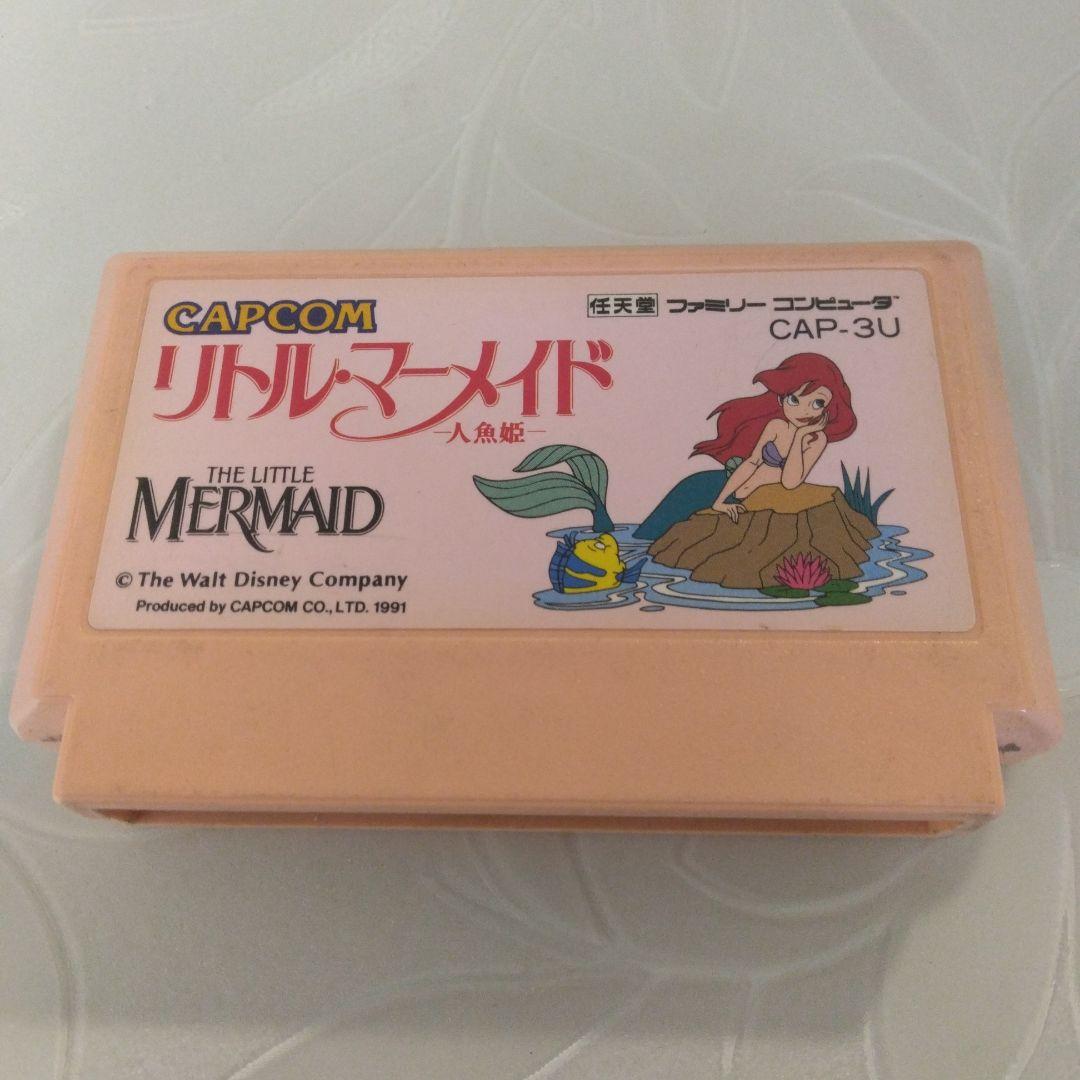 CAPCOM
任天堂 ファミリー コンピュータ™
CAP-3U
リトル・マーメイド
―人魚姫―
THE LITTLE
MERMAID
© The Walt Disney Company
Produced by CAPCOM CO., LTD. 1991